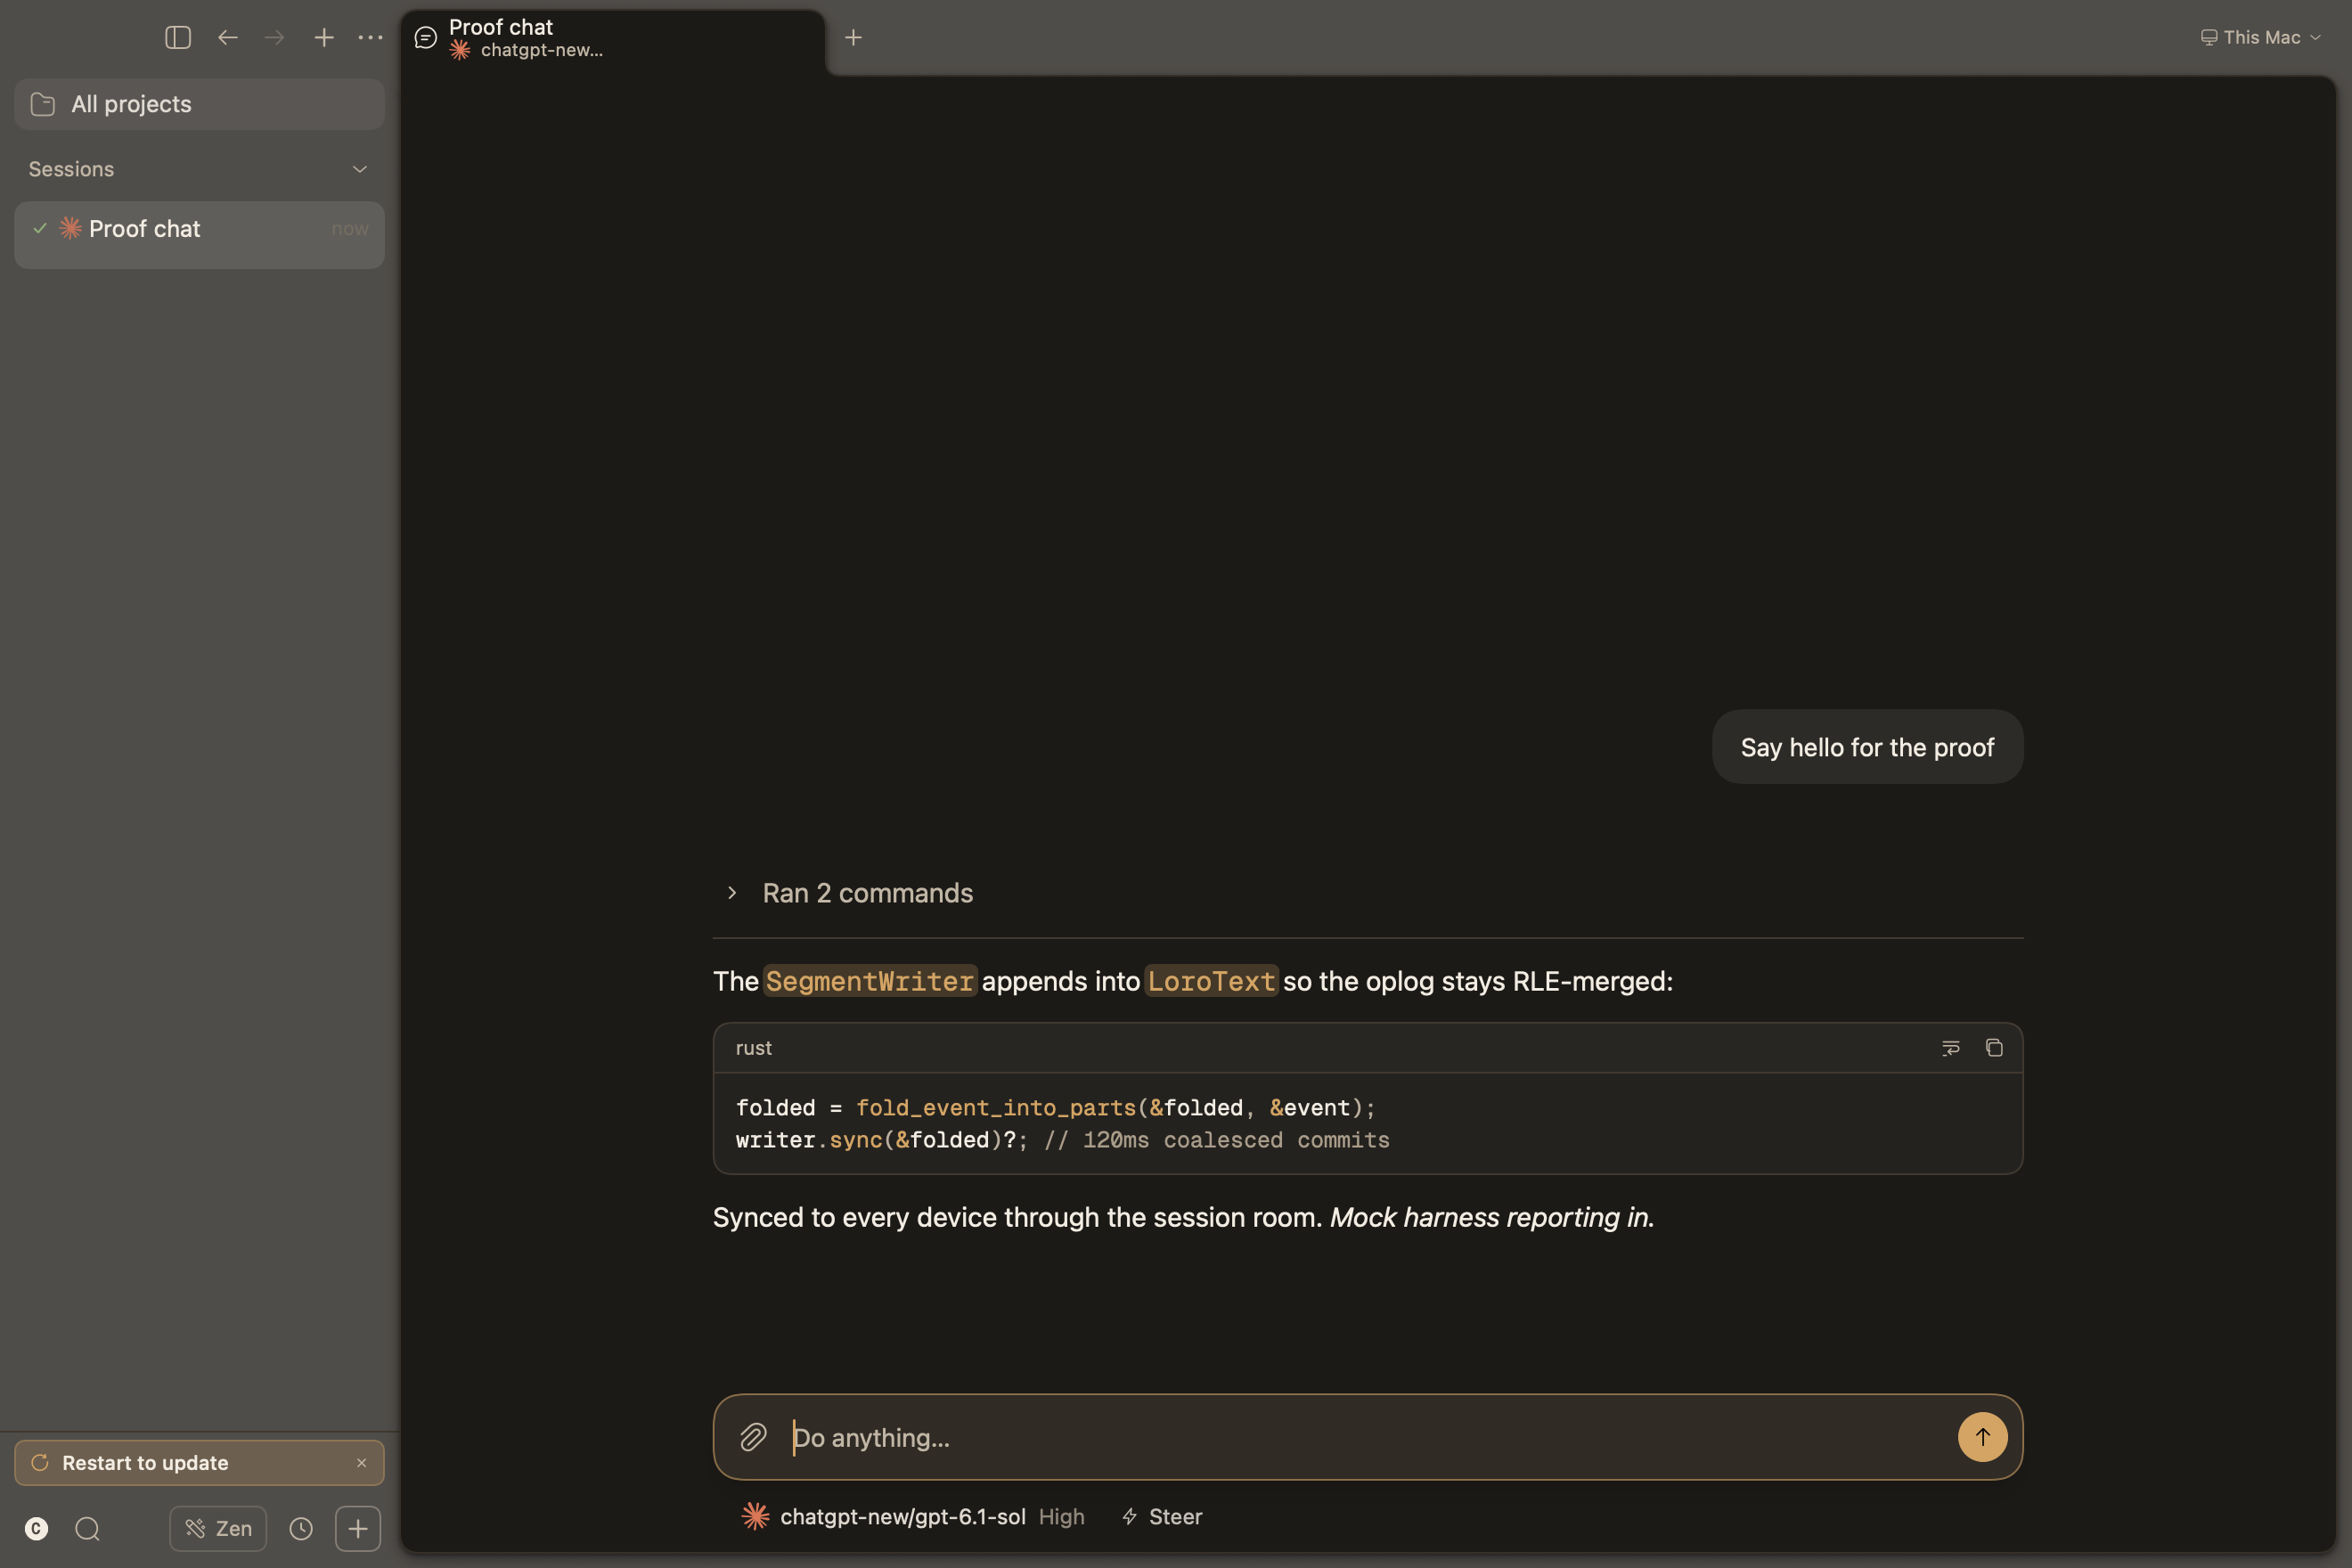 Proof chat
chatgpt-new...
This Mac
All projects
Sessions
Proof chat now
Say hello for the proof
Ran 2 commands
The SegmentWriter appends into LoroText so the oplog stays RLE-merged:
rust
folded = fold_event_into_parts(&folded, &event);
writer.sync(&folded)?; // 120ms coalesced commits
Synced to every device through the session room. Mock harness reporting in.
Do anything...
chatgpt-new/gpt-6.1-sol High Steer
Restart to update
C Zen